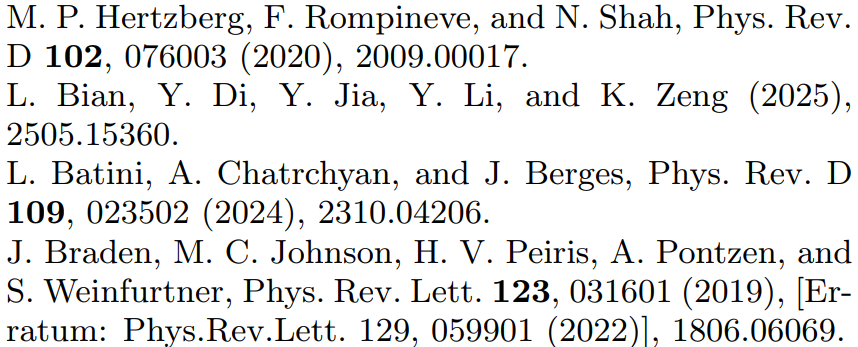 M. P. Hertzberg, F. Rompineve, and N. Shah, Phys. Rev.
D 102, 076003 (2020), 2009.00017.
L. Bian, Y. Di, Y. Jia, Y. Li, and K. Zeng (2025),
2505.15360.
L. Batini, A. Chatrchyan, and J. Berges, Phys. Rev. D
109, 023502 (2024), 2310.04206.
J. Braden, M. C. Johnson, H. V. Peiris, A. Pontzen, and
S. Weinfurtner, Phys. Rev. Lett. 123, 031601 (2019), [Er-
ratum: Phys.Rev.Lett. 129, 059901 (2022)], 1806.06069.